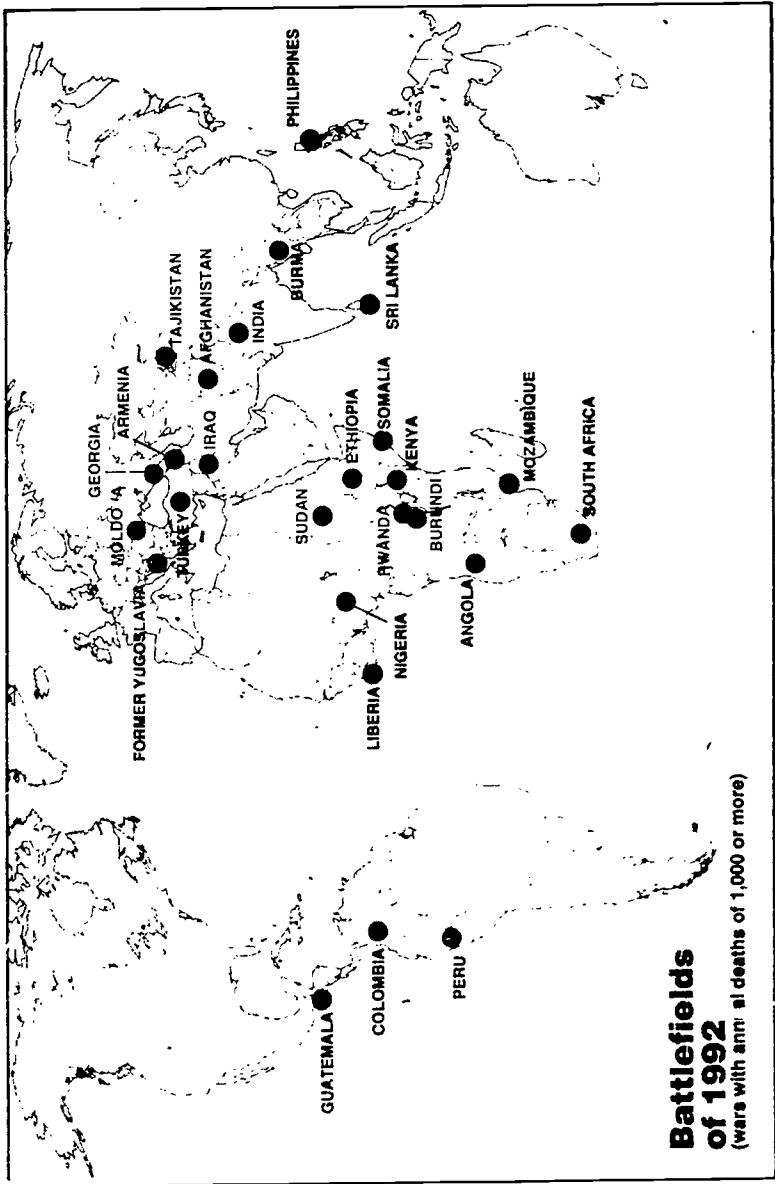 Battlefields
of 1992
(wars with annual deaths of 1,000 or more)
GUATEMALA
COLOMBIA
PERU
FORMER YUGOSLAVIA
MOLDO IA
GEORGIA
ARMENIA
TURKEY
IRAQ
TAJIKISTAN
AFGHANISTAN
INDIA
BURMA
SRI LANKA
PHILIPPINES
LIBERIA
NIGERIA
SUDAN
ETHIOPIA
SOMALIA
KENYA
RWANDA
BURUNDI
ANGOLA
MOZAMBIQUE
SOUTH AFRICA